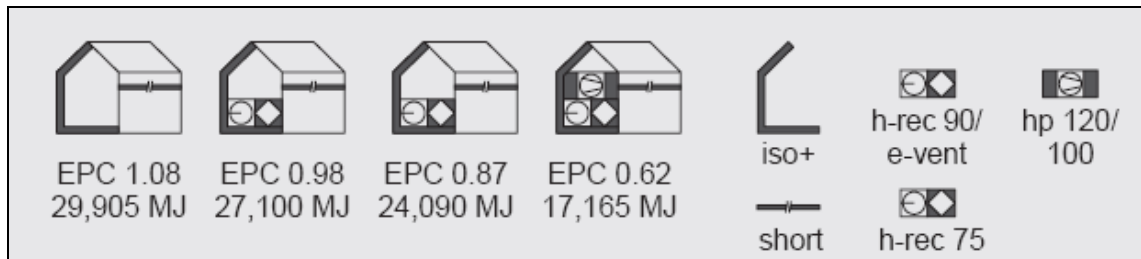 EPC 1.08
29,905 MJ
EPC 0.98
27,100 MJ
EPC 0.87
24,090 MJ
EPC 0.62
17,165 MJ
iso+
short
h-rec 90/
e-vent
h-rec 75
hp 120/
100